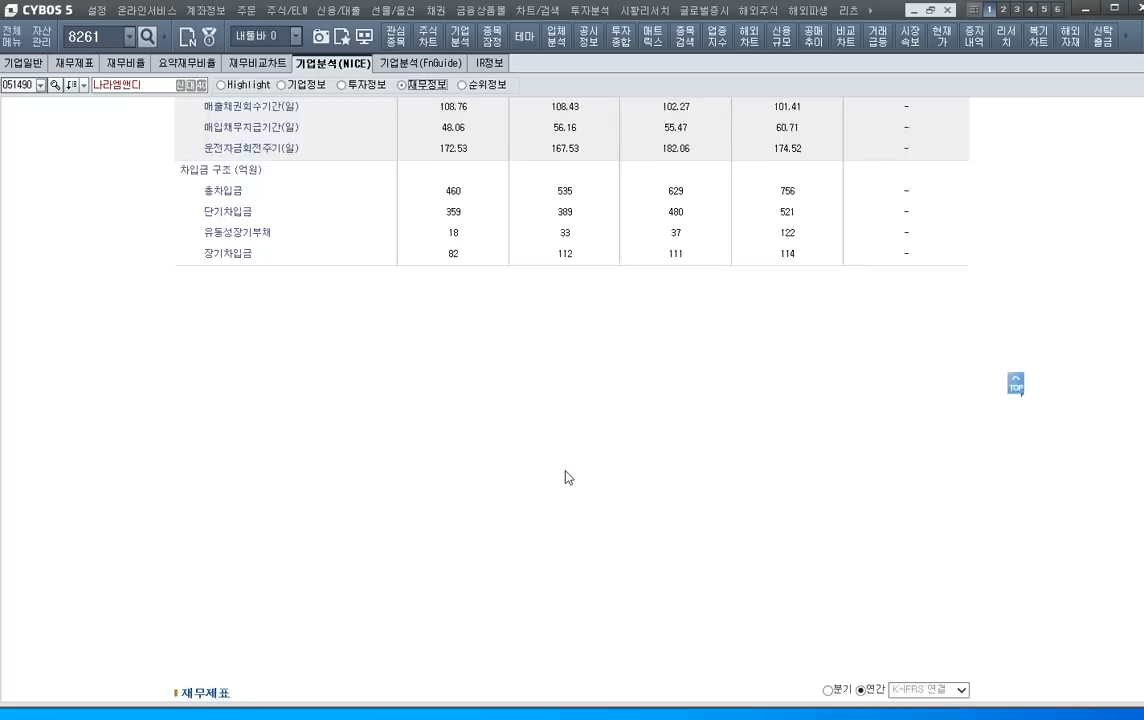 CYBOS 5 설정 온라인서비스 계좌정보 주문 주식/ELW 신용/대출 선물/옵션 채권 금융상품몰 차트/검색 투자분석 시황리서치 글로벌증시 해외주식 해외파생 리츠 1 2 3 4 5 6
전체메뉴 자산관리 8261 내툴바 0 관심종목 주식차트 기업분석 종목잠정 테마 입체분석 공시정보 투자종합 매트릭스 종목검색 업종지수 해외차트 신용규모 공매추이 비교차트 거래급등 시장속보 현재가 증자내역 리서치 복기차트 해외자재 신탁출금
기업일반 재무제표 재무비율 요약재무비율 재무비교차트 기업분석(NICE) 기업분석(FnGuide) IR정보
051490 나라엠앤디 Highlight 기업정보 투자정보 재무정보 순위정보
매출채권회수기간(일) 108.76 108.43 102.27 101.41 -
매입채무지급기간(일) 48.06 56.16 55.47 60.71 -
운전자금회전주기(일) 172.53 167.53 182.06 174.52 -
차입금 구조 (억원)
총차입금 460 535 629 756 -
단기차입금 359 389 480 521 -
유동성장기부채 18 33 37 122 -
장기차입금 82 112 111 114 -
TOP
재무제표 분기 연간 K-IFRS 연결